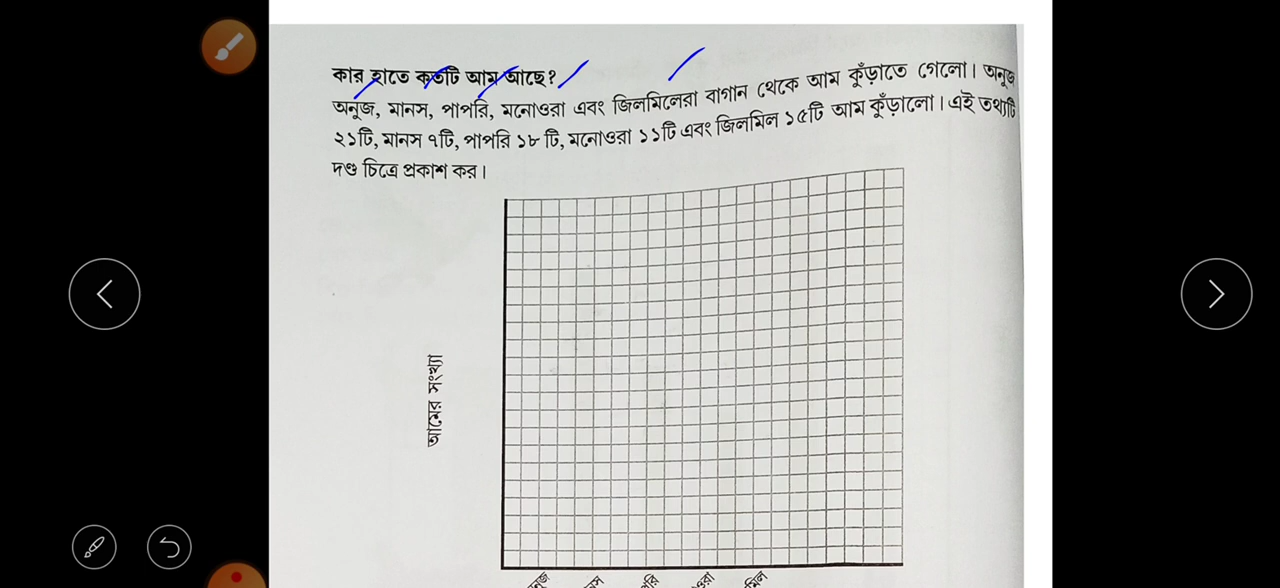 কার হাতে কতটি আম আছে?
অনুজ, মানস, পাপরি, মনোওরা এবং জিলমিলেরা বাগান থেকে আম কুঁড়াতে গেলো। অনুজ
২১টি, মানস ৭টি, পাপরি ১৮ টি, মনোওরা ১১টি এবং জিলমিল ১৫টি আম কুঁড়ালো। এই তথ্যটি
দণ্ড চিত্রে প্রকাশ কর।
আমের সংখ্যা